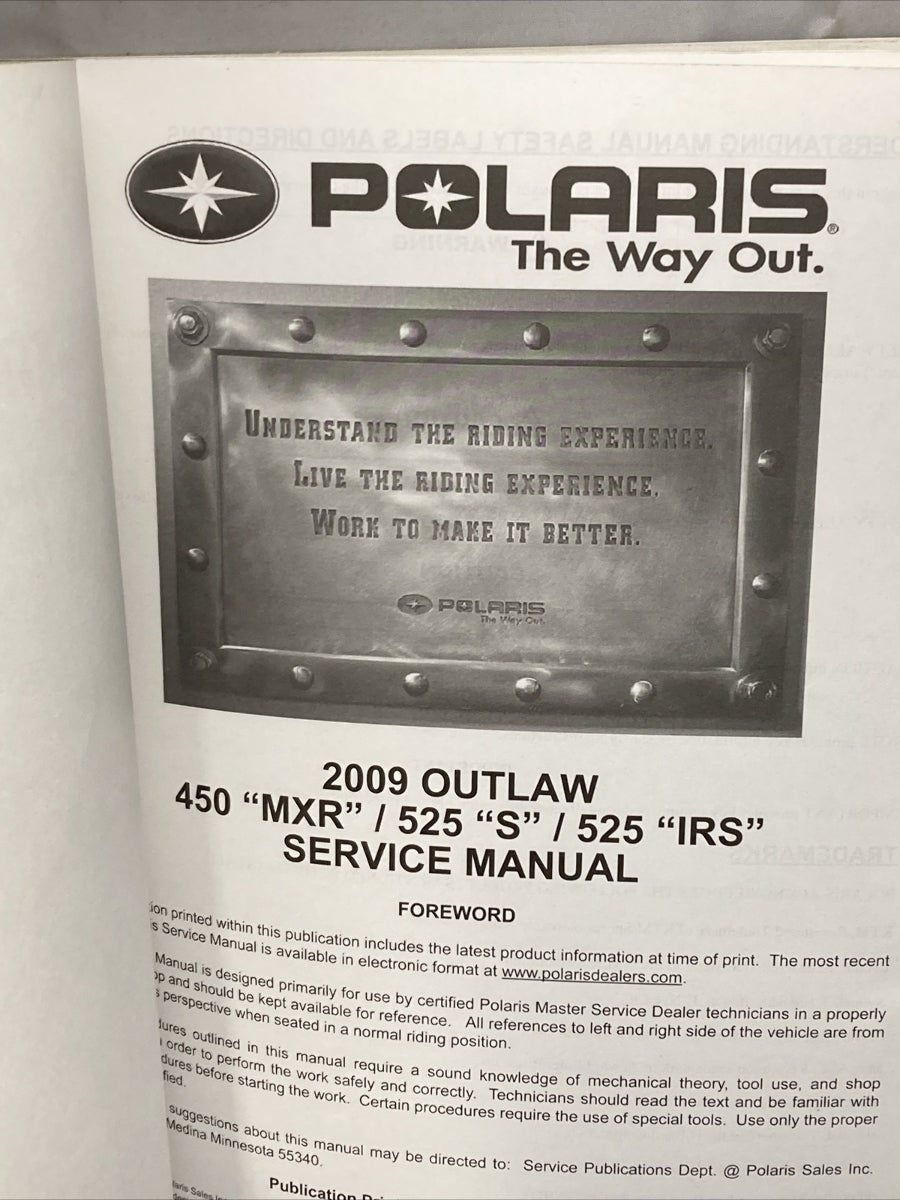 POLARIS®
The Way Out.
UNDERSTAND THE RIDING EXPERIENCE.
LIVE THE RIDING EXPERIENCE.
WORK TO MAKE IT BETTER.
POLARIS
The Way Out.
2009 OUTLAW
450 “MXR” / 525 “S” / 525 “IRS”
SERVICE MANUAL
FOREWORD
ion printed within this publication includes the latest product information at time of print. The most recent
s Service Manual is available in electronic format at www.polarisdealers.com.
Manual is designed primarily for use by certified Polaris Master Service Dealer technicians in a properly
op and should be kept available for reference. All references to left and right side of the vehicle are from
s perspective when seated in a normal riding position.
dures outlined in this manual require a sound knowledge of mechanical theory, tool use, and shop
order to perform the work safely and correctly. Technicians should read the text and be familiar with
dures before starting the work. Certain procedures require the use of special tools. Use only the proper
fied.
suggestions about this manual may be directed to: Service Publications Dept. @ Polaris Sales Inc.
Medina Minnesota 55340.
Publication
laris Sales